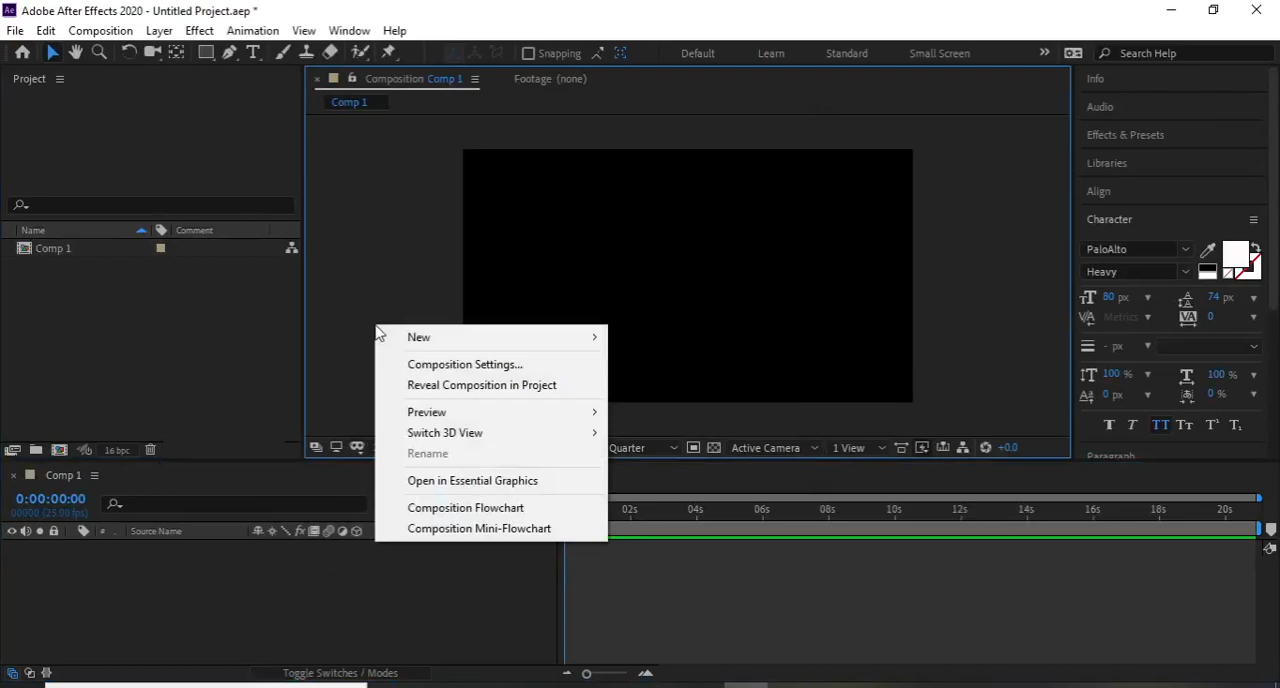 Adobe After Effects 2020 - Untitled Project.aep *
File Edit Composition Layer Effect Animation View Window Help
Snapping Default Learn Standard Small Screen Search Help
Project
Composition Comp 1 Footage (none)
Comp 1
Name Comment
Comp 1
Info
Audio
Effects & Presets
Libraries
Align
Character
PaloAlto
Heavy
80 px 74 px
Metrics 0
- px
100 % 100 %
0 px 0 %
T T TT Tt T¹ T₁
Paragraph
New
Composition Settings...
Reveal Composition in Project
Preview
Switch 3D View
Rename
Open in Essential Graphics
Composition Flowchart
Composition Mini-Flowchart
16 bpc
Quarter Active Camera 1 View +0.0
Comp 1
0:00:00:00
00000 (25.00 fps)
# Source Name
02s 04s 06s 08s 10s 12s 14s 16s 18s 20s
Toggle Switches / Modes